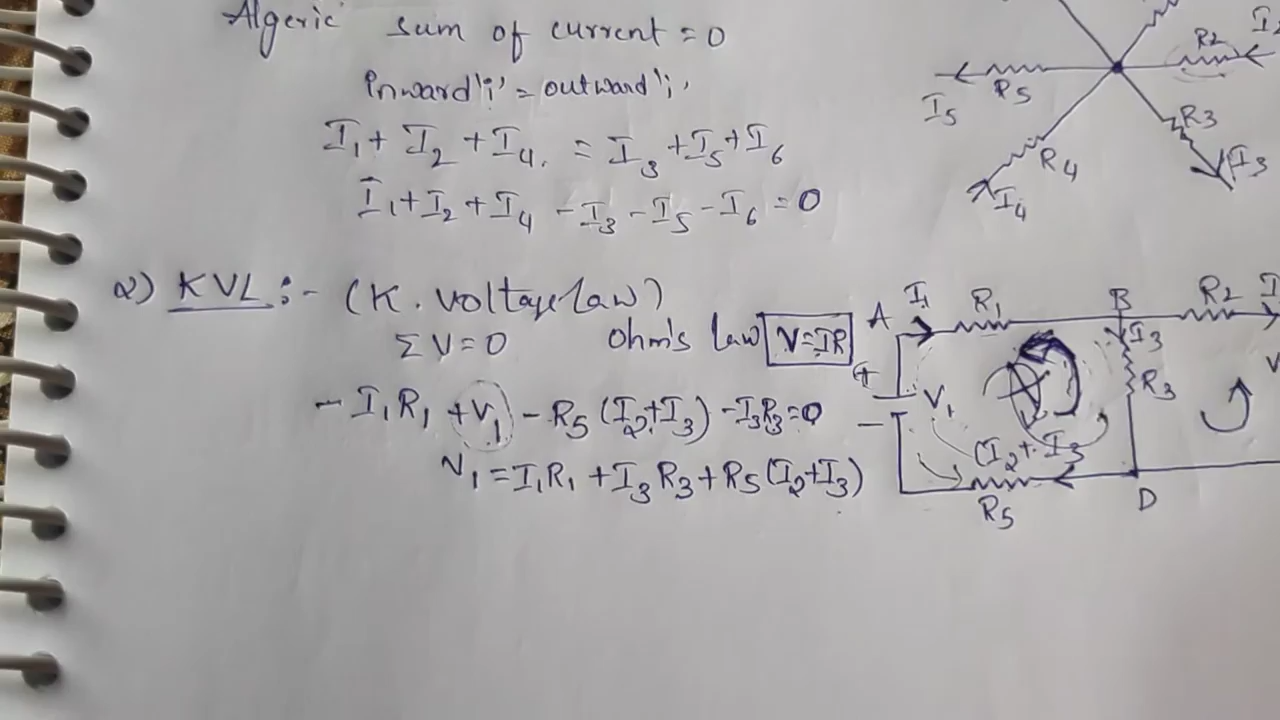 Algeric sum of current = 0
Inward 'i' = outward 'i'
I₁ + I₂ + I₄. = I₃ + I₅ + I₆
I₁ + I₂ + I₄ - I₃ - I₅ - I₆ = 0
R2
I2
R5
I5
R3
I3
R4
I4
2) KVL :- (K. voltage law)
ΣV = 0 ohm's law V=IR
- I₁R₁ + V₁ - R5 (I₂+I₃) - I₃R₃ = 0
V₁ = I₁R₁ + I₃R₃ + R5 (I₂+I₃)
A I₁ R₁ B R2 I
I3
R3
+
V₁
V
-
(I₂+I₃
R5
D